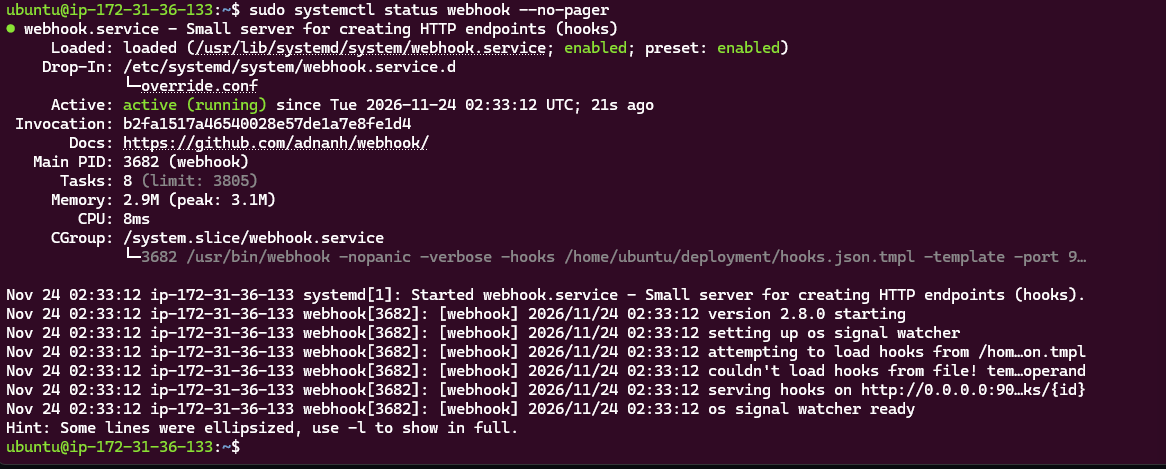 ubuntu@ip-172-31-36-133:~$ sudo systemctl status webhook --no-pager
● webhook.service - Small server for creating HTTP endpoints (hooks)
Loaded: loaded (/usr/lib/systemd/system/webhook.service; enabled; preset: enabled)
Drop-In: /etc/systemd/system/webhook.service.d
└─override.conf
Active: active (running) since Tue 2026-11-24 02:33:12 UTC; 21s ago
Invocation: b2fa1517a46540028e57de1a7e8fe1d4
Docs: https://github.com/adnanh/webhook/
Main PID: 3682 (webhook)
Tasks: 8 (limit: 3805)
Memory: 2.9M (peak: 3.1M)
CPU: 8ms
CGroup: /system.slice/webhook.service
└─3682 /usr/bin/webhook -nopanic -verbose -hooks /home/ubuntu/deployment/hooks.json.tmpl -template -port 9…
Nov 24 02:33:12 ip-172-31-36-133 systemd[1]: Started webhook.service - Small server for creating HTTP endpoints (hooks).
Nov 24 02:33:12 ip-172-31-36-133 webhook[3682]: [webhook] 2026/11/24 02:33:12 version 2.8.0 starting
Nov 24 02:33:12 ip-172-31-36-133 webhook[3682]: [webhook] 2026/11/24 02:33:12 setting up os signal watcher
Nov 24 02:33:12 ip-172-31-36-133 webhook[3682]: [webhook] 2026/11/24 02:33:12 attempting to load hooks from /hom…on.tmpl
Nov 24 02:33:12 ip-172-31-36-133 webhook[3682]: [webhook] 2026/11/24 02:33:12 couldn't load hooks from file! tem…operand
Nov 24 02:33:12 ip-172-31-36-133 webhook[3682]: [webhook] 2026/11/24 02:33:12 serving hooks on http://0.0.0.0:90…ks/{id}
Nov 24 02:33:12 ip-172-31-36-133 webhook[3682]: [webhook] 2026/11/24 02:33:12 os signal watcher ready
Hint: Some lines were ellipsized, use -l to show in full.
ubuntu@ip-172-31-36-133:~$